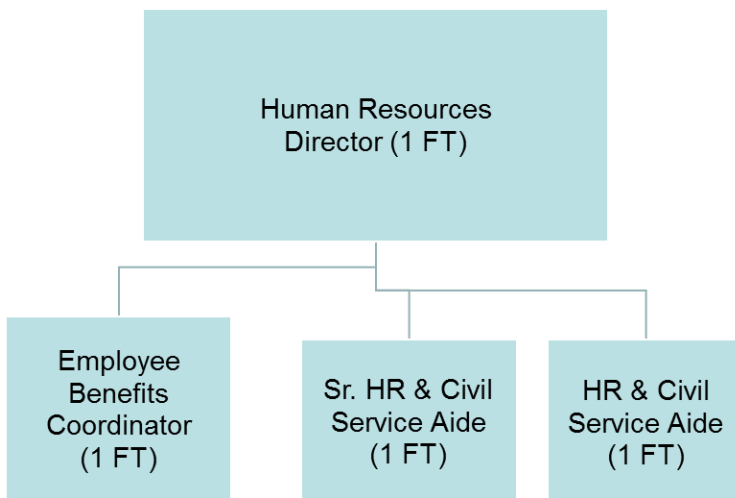 Human Resources
Director (1 FT)
Employee
Benefits
Coordinator
(1 FT)
Sr. HR & Civil
Service Aide
(1 FT)
HR & Civil
Service Aide
(1 FT)